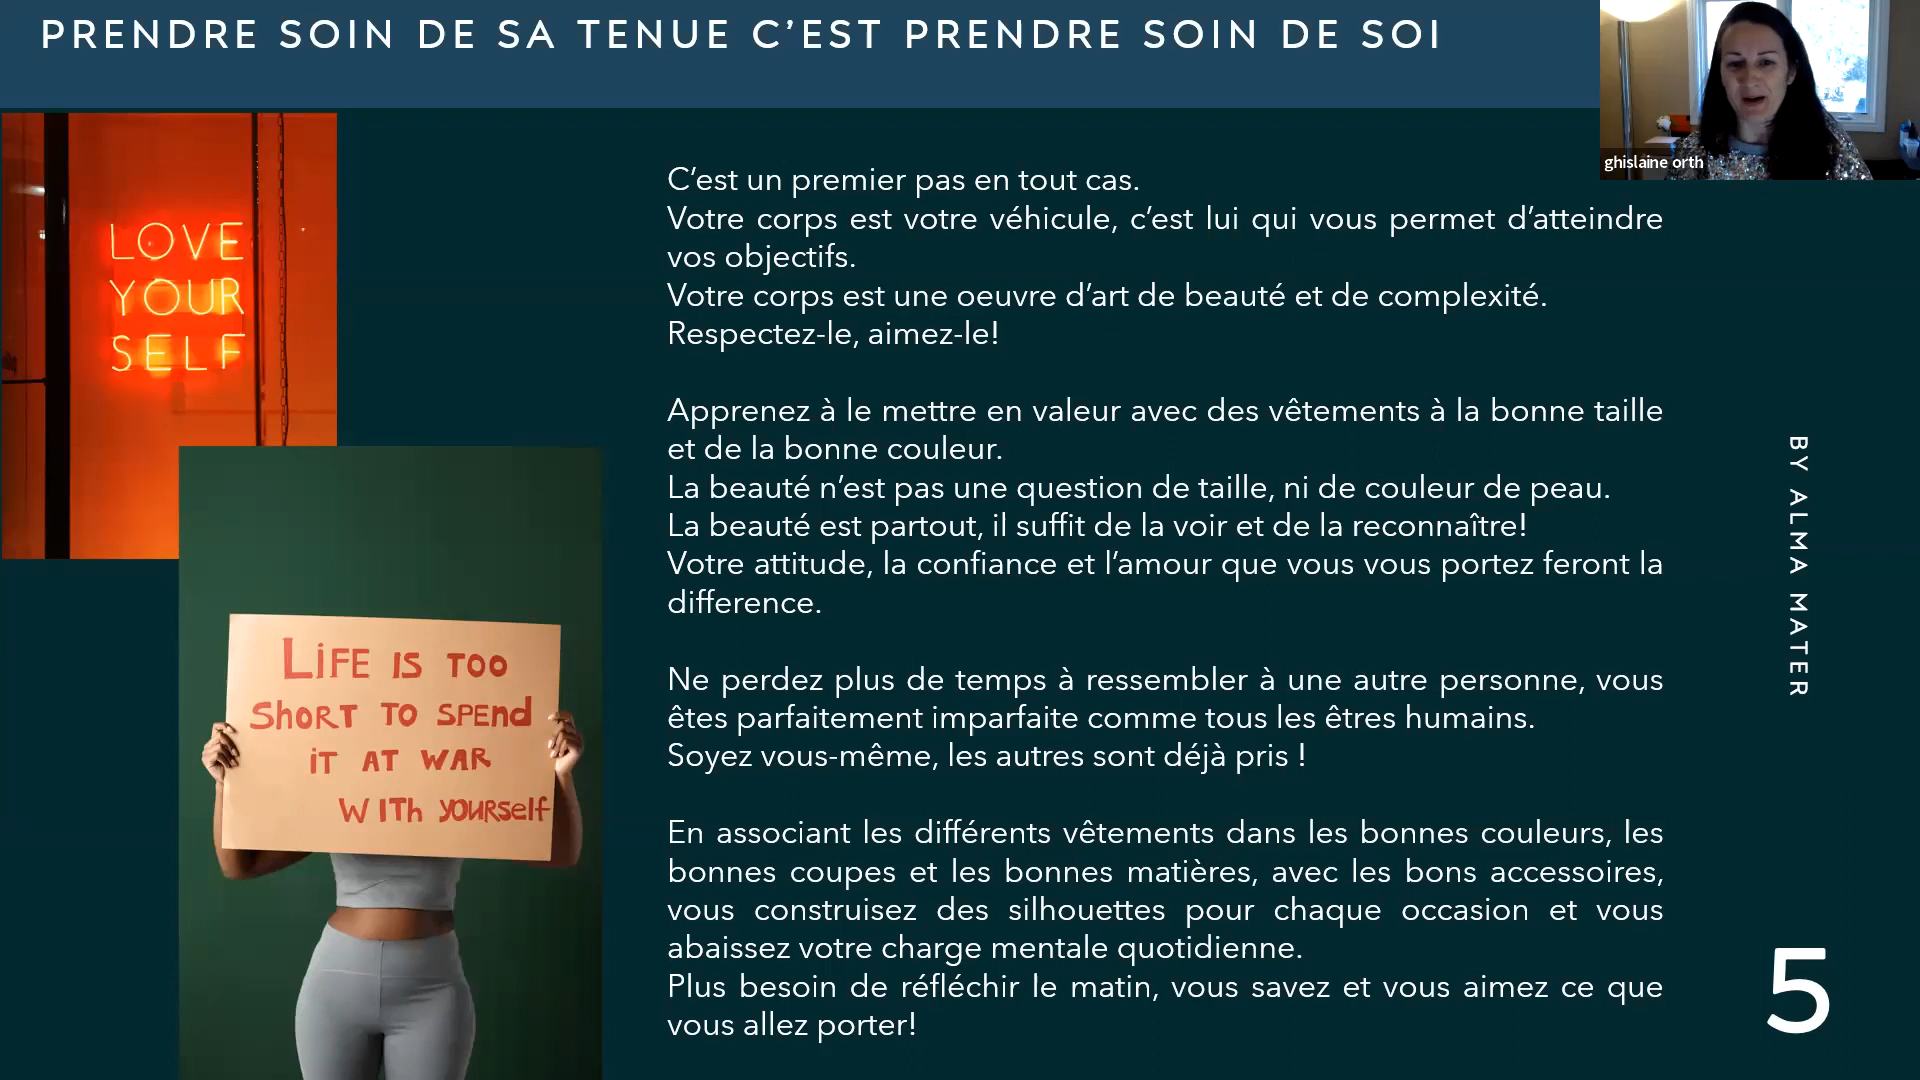 PRENDRE SOIN DE SA TENUE C'EST PRENDRE SOIN DE SOI
ghislaine orth
LOVE
YOUR
SELF
LiFE IS TOO
ShORT TO SPEnd
iT AT WAR
WITh YOURSelf
C'est un premier pas en tout cas.
Votre corps est votre véhicule, c'est lui qui vous permet d'atteindre
vos objectifs.
Votre corps est une oeuvre d'art de beauté et de complexité.
Respectez-le, aimez-le!
Apprenez à le mettre en valeur avec des vêtements à la bonne taille
et de la bonne couleur.
La beauté n'est pas une question de taille, ni de couleur de peau.
La beauté est partout, il suffit de la voir et de la reconnaître!
Votre attitude, la confiance et l'amour que vous vous portez feront la
difference.
Ne perdez plus de temps à ressembler à une autre personne, vous
êtes parfaitement imparfaite comme tous les êtres humains.
Soyez vous-même, les autres sont déjà pris !
En associant les différents vêtements dans les bonnes couleurs, les
bonnes coupes et les bonnes matières, avec les bons accessoires,
vous construisez des silhouettes pour chaque occasion et vous
abaissez votre charge mentale quotidienne.
Plus besoin de réfléchir le matin, vous savez et vous aimez ce que
vous allez porter!
BY ALMA MATER
5